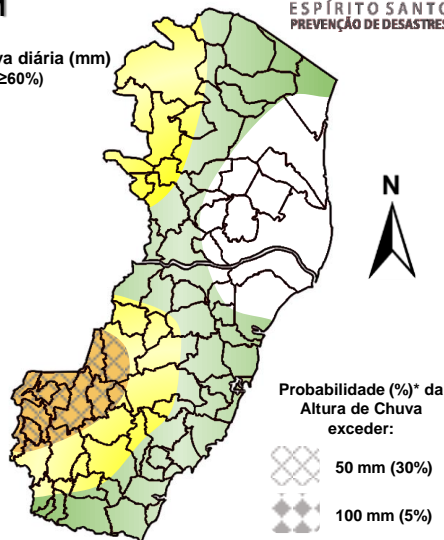 ESPÍRITO SANTO
PREVENÇÃO DE DESASTRES
diária (mm)
≥60%)
N
Probabilidade (%)* da
Altura de Chuva
exceder:
50 mm (30%)
100 mm (5%)